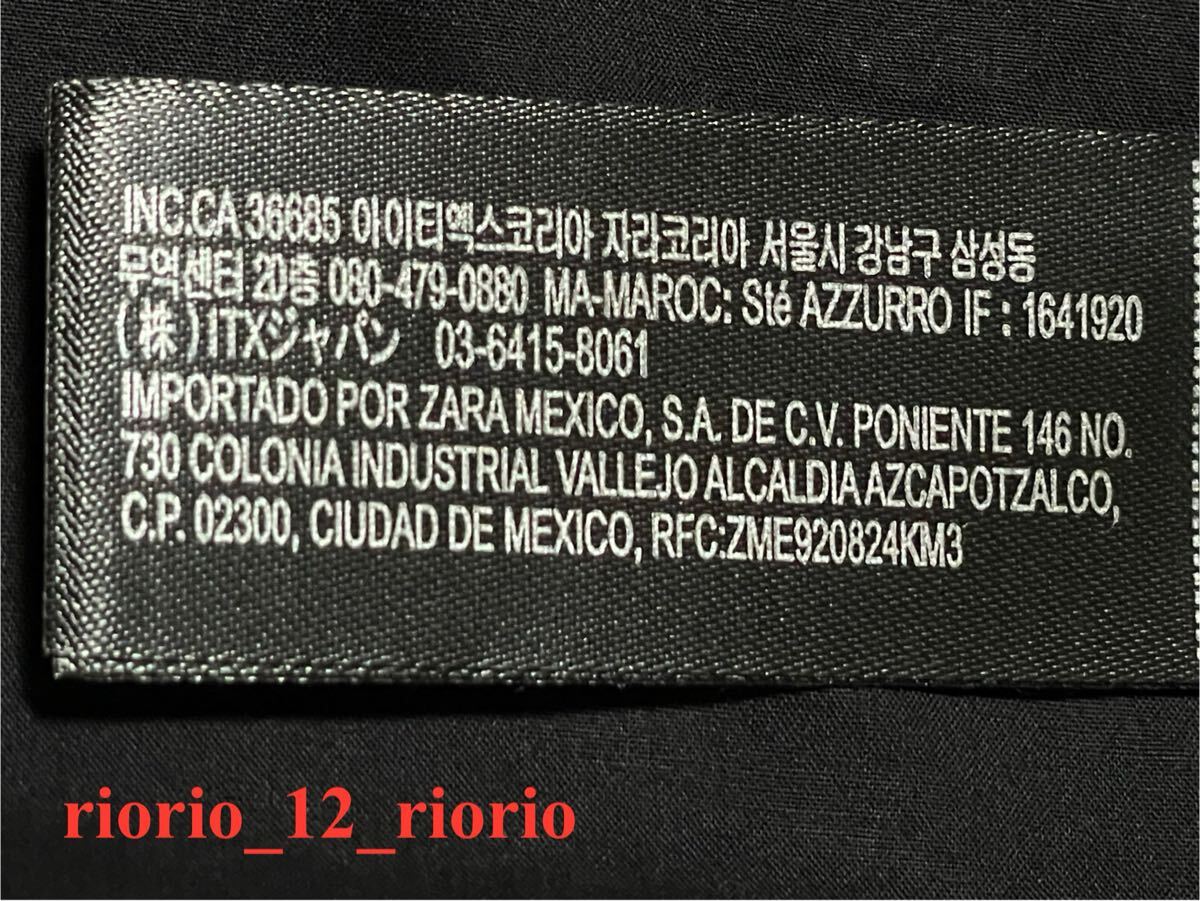 INC.CA 36685 아이티엑스코리아 자라코리아 서울시 강남구 삼성동
무역센터 20층 080-479-0880 MA-MAROC: Sté AZZURRO IF : 1641920
(株)ITXジャパン 03-6415-8061
IMPORTADO POR ZARA MEXICO, S.A. DE C.V. PONIENTE 146 NO.
730 COLONIA INDUSTRIAL VALLEJO ALCALDIA AZCAPOTZALCO,
C.P. 02300, CIUDAD DE MEXICO, RFC:ZME920824KM3
riorio_12_riorio